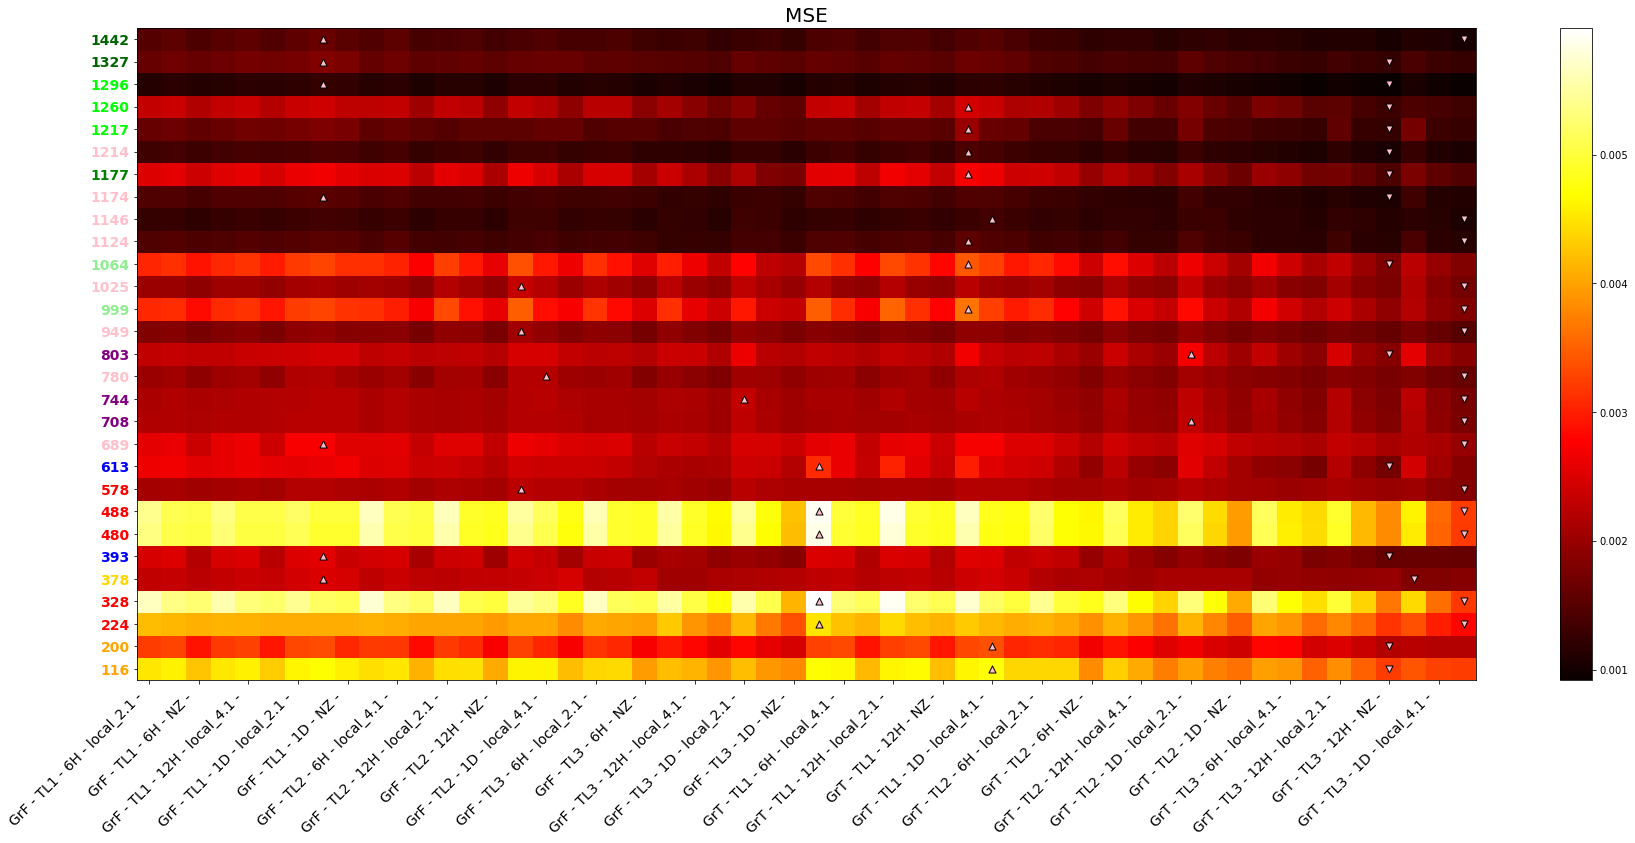 MSE
1442
1327
1296
1260
1217
1214
1177
1174
1146
1124
1064
1025
999
949
803
780
744
708
689
613
578
488
480
393
378
328
224
200
116
0.005
0.004
0.003
0.002
0.001
GrF - TL1 - 6H - local_2.1
GrF - TL1 - 6H - NZ
GrF - TL1 - 12H - local_4.1
GrF - TL1 - 1D - local_2.1
GrF - TL1 - 1D - NZ
GrF - TL2 - 6H - local_4.1
GrF - TL2 - 12H - local_2.1
GrF - TL2 - 12H - NZ
GrF - TL2 - 1D - local_4.1
GrF - TL3 - 6H - local_2.1
GrF - TL3 - 6H - NZ
GrF - TL3 - 12H - local_4.1
GrF - TL3 - 1D - local_2.1
GrF - TL3 - 1D - NZ
GrT - TL1 - 6H - local_4.1
GrT - TL1 - 12H - local_2.1
GrT - TL1 - 12H - NZ
GrT - TL1 - 1D - local_4.1
GrT - TL2 - 6H - local_2.1
GrT - TL2 - 6H - NZ
GrT - TL2 - 12H - local_4.1
GrT - TL2 - 1D - local_2.1
GrT - TL2 - 1D - NZ
GrT - TL3 - 6H - local_4.1
GrT - TL3 - 12H - local_2.1
GrT - TL3 - 12H - NZ
GrT - TL3 - 1D - local_4.1